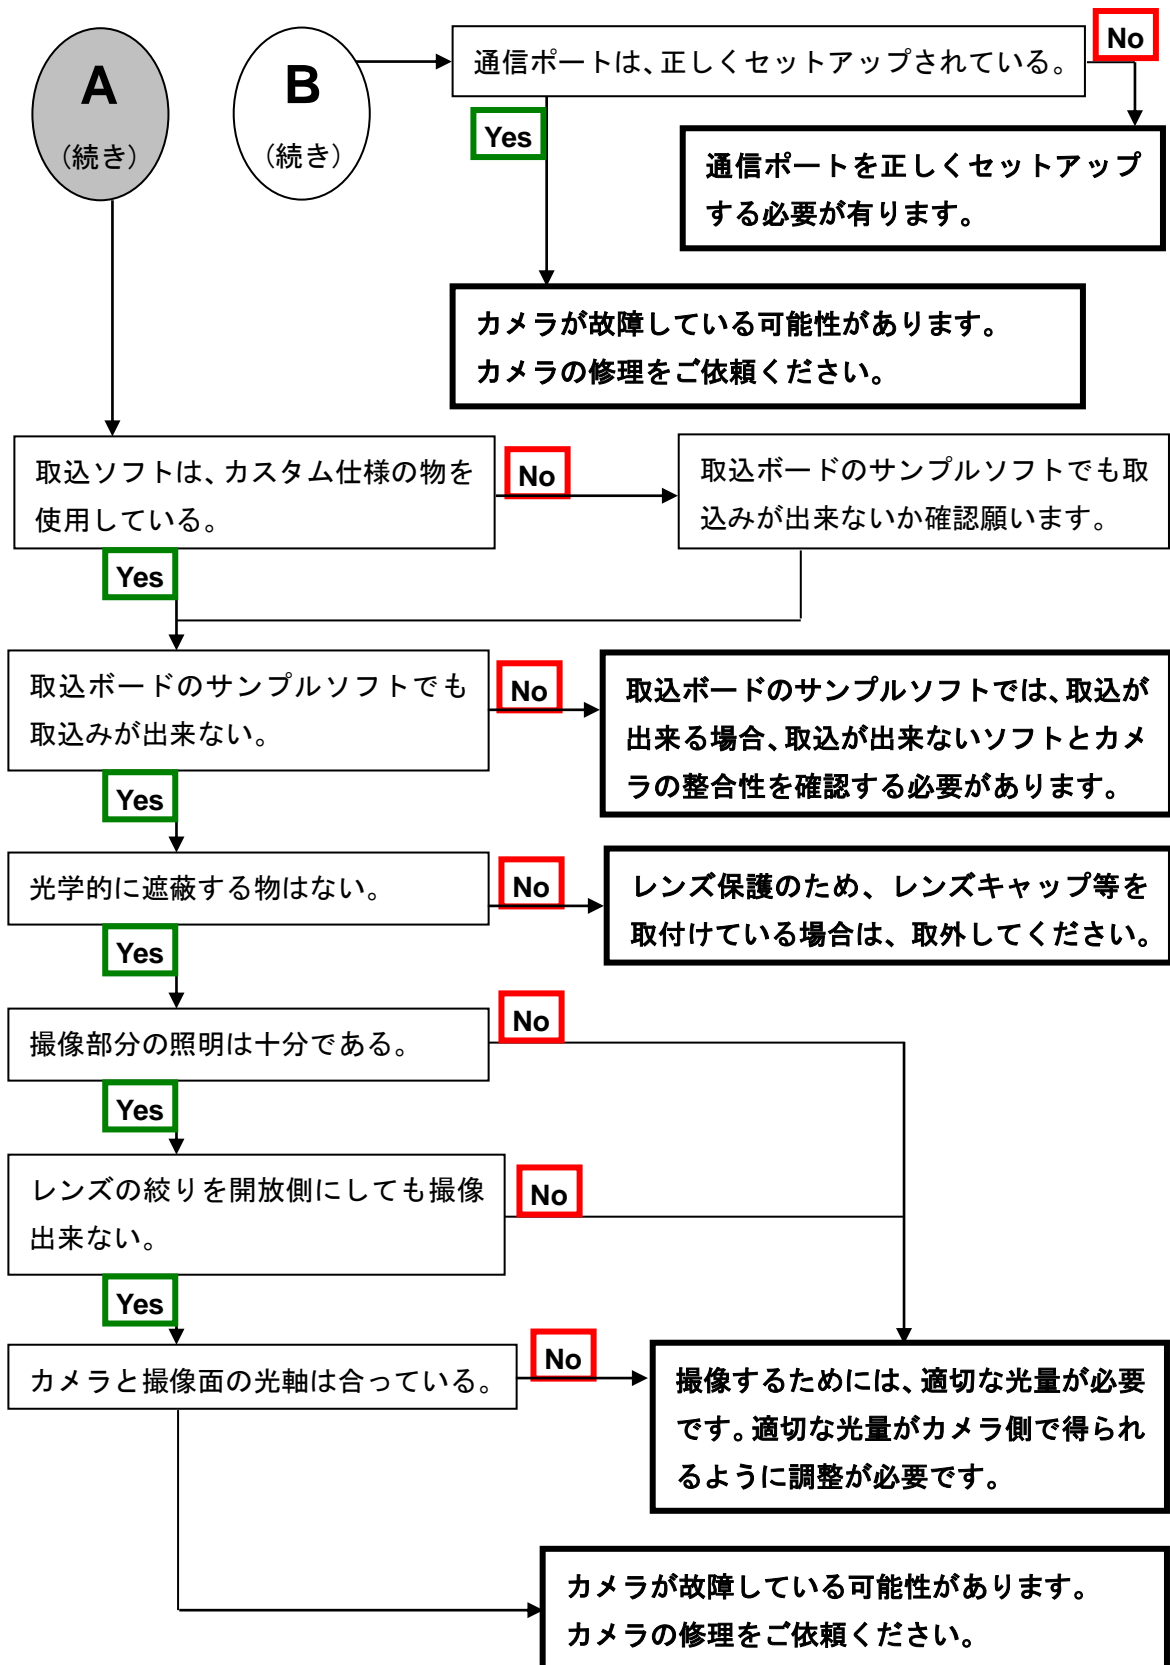 A
(続き)
B
(続き)
通信ポートは、正しくセットアップされている。
No
Yes
通信ポートを正しくセットアップ
する必要が有ります。
カメラが故障している可能性があります。
カメラの修理をご依頼ください。
取込ソフトは、カスタム仕様の物を
使用している。
No
取込ボードのサンプルソフトでも取
込みが出来ないか確認願います。
Yes
取込ボードのサンプルソフトでも
取込みが出来ない。
No
取込ボードのサンプルソフトでは、取込が
出来る場合、取込が出来ないソフトとカメ
ラの整合性を確認する必要があります。
Yes
光学的に遮蔽する物はない。
No
レンズ保護のため、レンズキャップ等を
取付けている場合は、取外してください。
Yes
撮像部分の照明は十分である。
No
Yes
レンズの絞りを開放側にしても撮像
出来ない。
No
Yes
カメラと撮像面の光軸は合っている。
No
撮像するためには、適切な光量が必要
です。適切な光量がカメラ側で得られ
るように調整が必要です。
カメラが故障している可能性があります。
カメラの修理をご依頼ください。